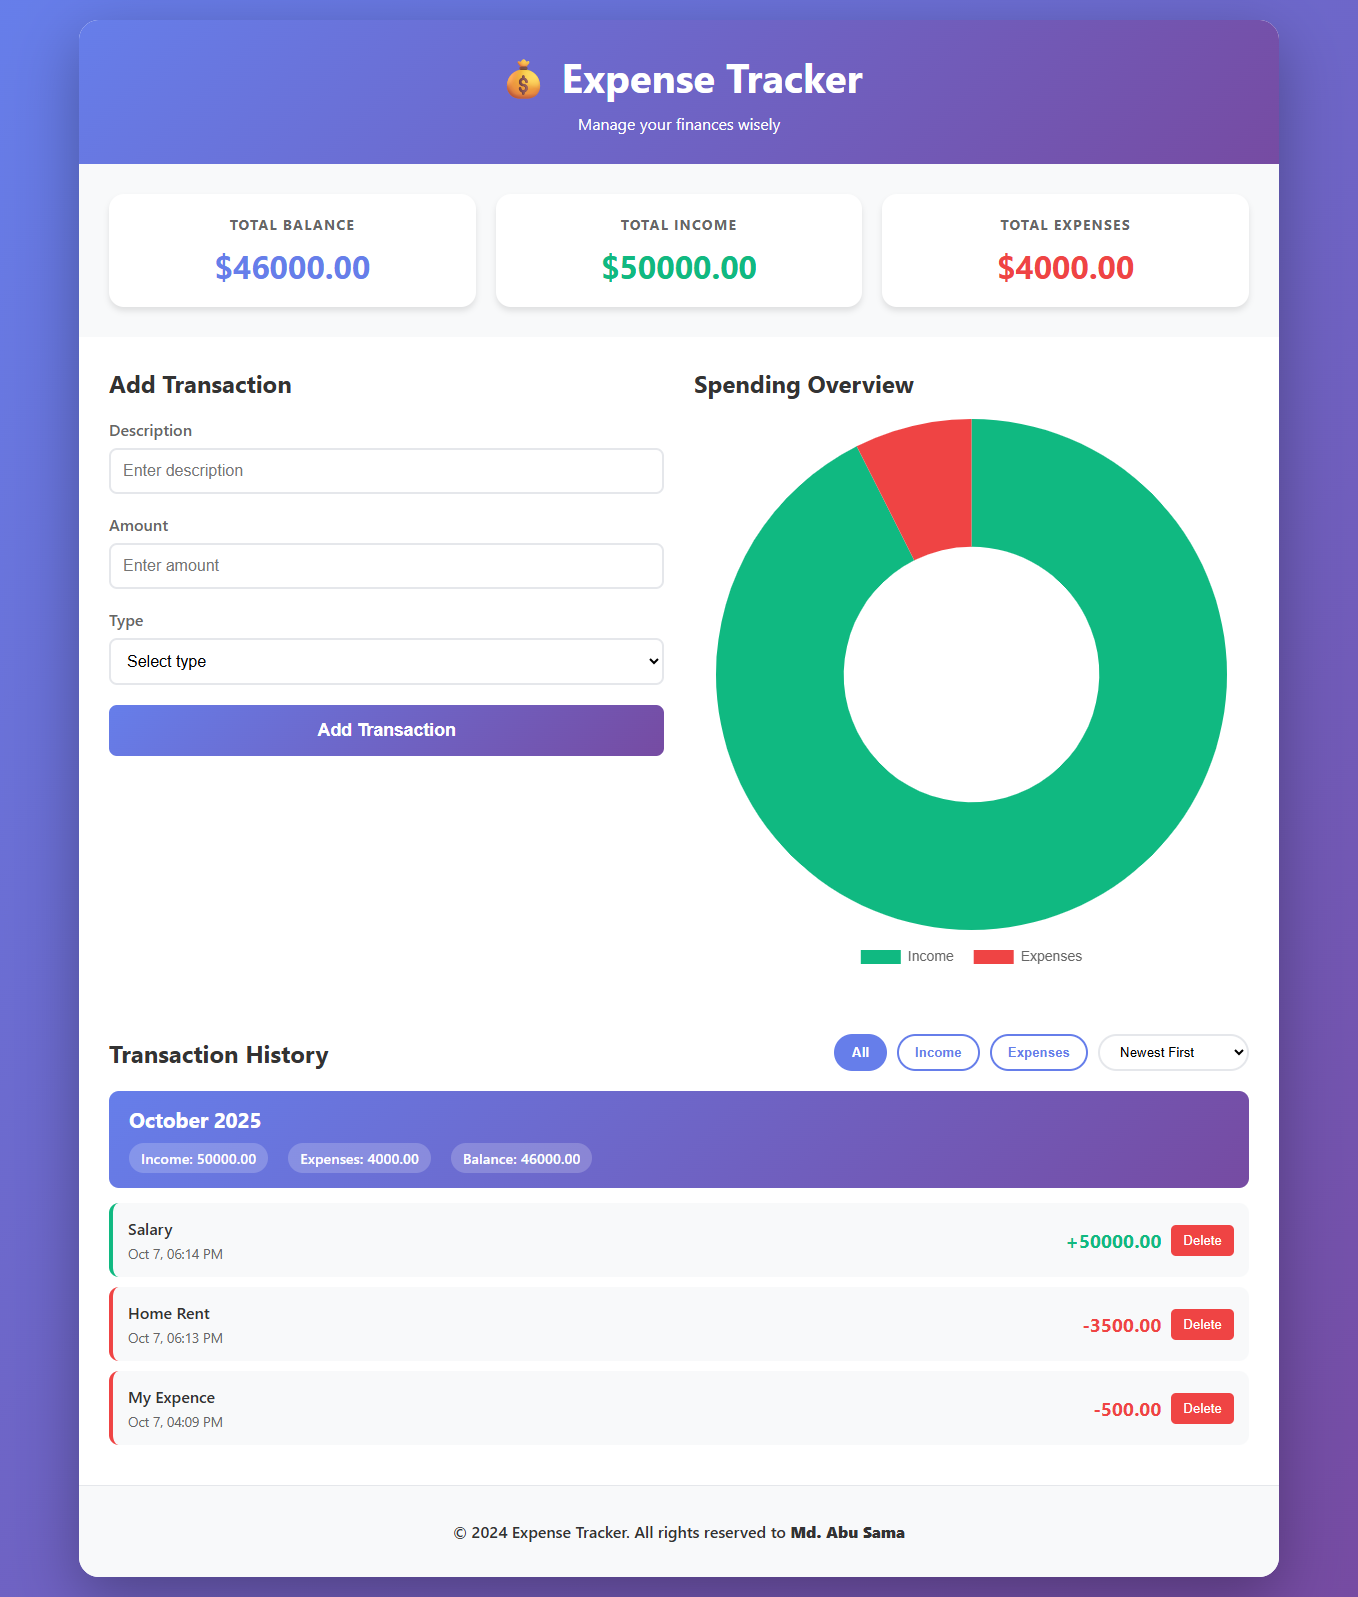 Expense Tracker
Manage your finances wisely
TOTAL BALANCE
$46000.00
TOTAL INCOME
$50000.00
TOTAL EXPENSES
$4000.00
Add Transaction
Description
Enter description
Amount
Enter amount
Type
Select type
Add Transaction
Spending Overview
Income
Expenses
Transaction History
All
Income
Expenses
Newest First
October 2025
Income: 50000.00
Expenses: 4000.00
Balance: 46000.00
Salary
Oct 7, 06:14 PM
+50000.00
Delete
Home Rent
Oct 7, 06:13 PM
-3500.00
Delete
My Expence
Oct 7, 04:09 PM
-500.00
Delete
© 2024 Expense Tracker. All rights reserved to Md. Abu Sama